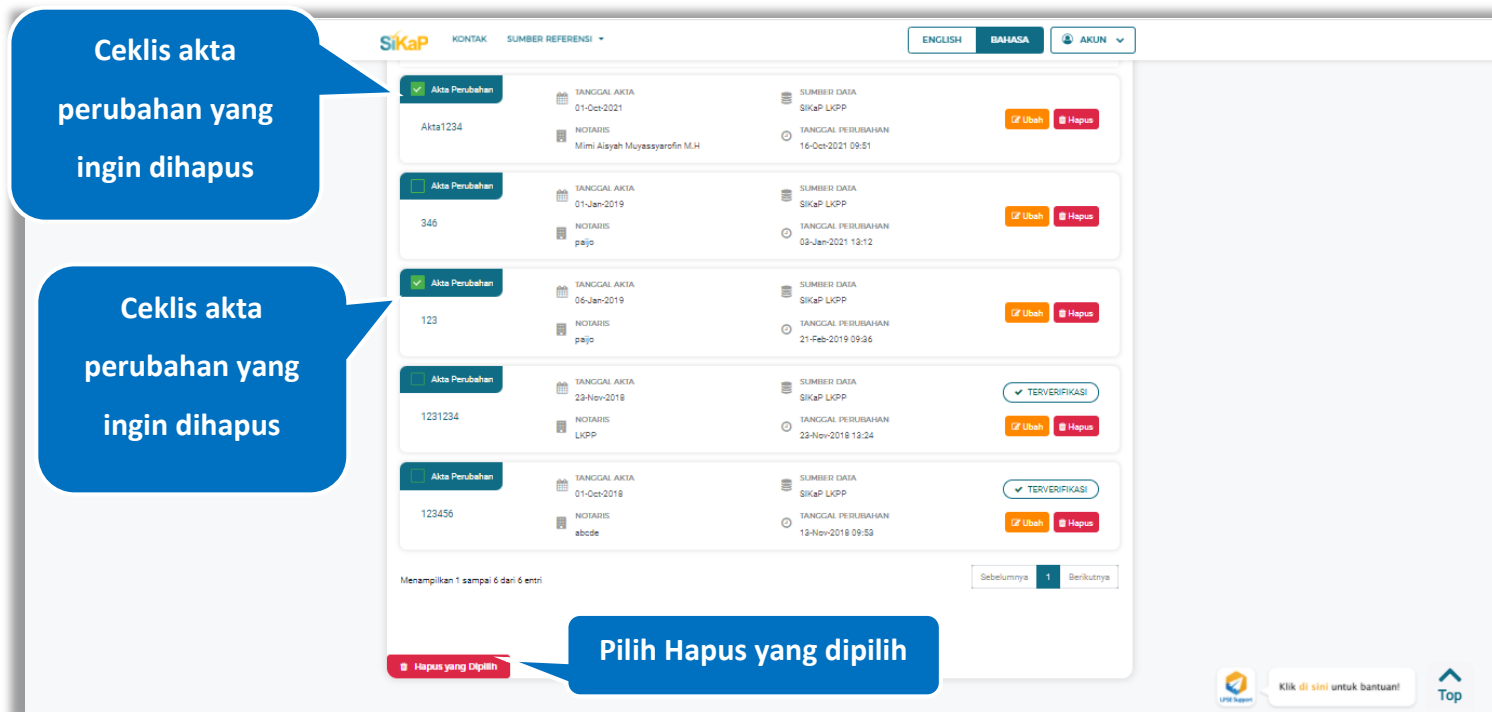 Ceklis akta
perubahan yang
ingin dihapus
SiKaP KONTAK SUMBER REFERENSI ENGLISH BAHASA AKUN
Akta Perubahan
Akta1234
TANGGAL AKTA
01-Oct-2021
NOTARIS
Mimi Aisyah Muyassyarofin M.H
SUMBER DATA
SIKaP LKPP
TANGGAL PERUBAHAN
16-Oct-2021 09:51
Ubah Hapus
Akta Perubahan
346
TANGGAL AKTA
01-Jan-2019
NOTARIS
paijo
SUMBER DATA
SIKaP LKPP
TANGGAL PERUBAHAN
03-Jan-2021 13:12
Ubah Hapus
Ceklis akta
perubahan yang
ingin dihapus
Akta Perubahan
123
TANGGAL AKTA
06-Jan-2019
NOTARIS
paijo
SUMBER DATA
SIKaP LKPP
TANGGAL PERUBAHAN
21-Feb-2019 09:36
Ubah Hapus
Akta Perubahan
1231234
TANGGAL AKTA
23-Nov-2018
NOTARIS
LKPP
SUMBER DATA
SIKaP LKPP
TANGGAL PERUBAHAN
23-Nov-2018 13:24
TERVERIFIKASI
Ubah Hapus
Akta Perubahan
123456
TANGGAL AKTA
01-Oct-2018
NOTARIS
abcde
SUMBER DATA
SIKaP LKPP
TANGGAL PERUBAHAN
13-Nov-2018 09:53
TERVERIFIKASI
Ubah Hapus
Menampilkan 1 sampai 6 dari 6 entri
Sebelumnya 1 Berikutnya
Pilih Hapus yang dipilih
Hapus yang Dipilih
LPSE Support
Klik di sini untuk bantuan!
Top